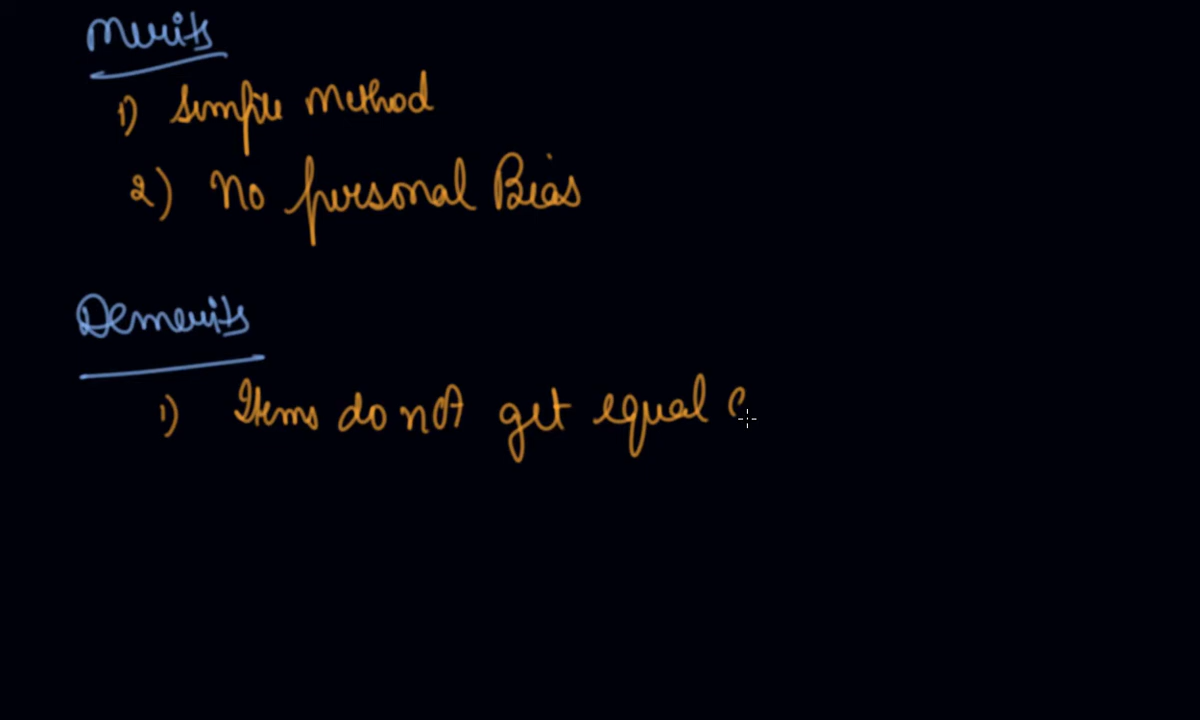 Merits
1) Simple Method
2) No personal Bias
Demerits
1) Items do not get equal c